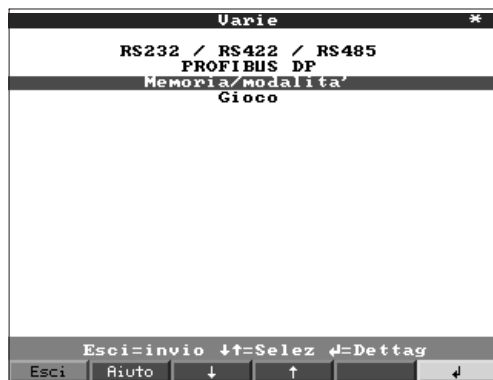 Varie *
RS232 / RS422 / RS485
PROFIBUS DP
Memoria/modalita'
Gioco
Esci=invio ↓↑=Selez ↲=Dettag
Esci Aiuto ↓ ↑ ↲